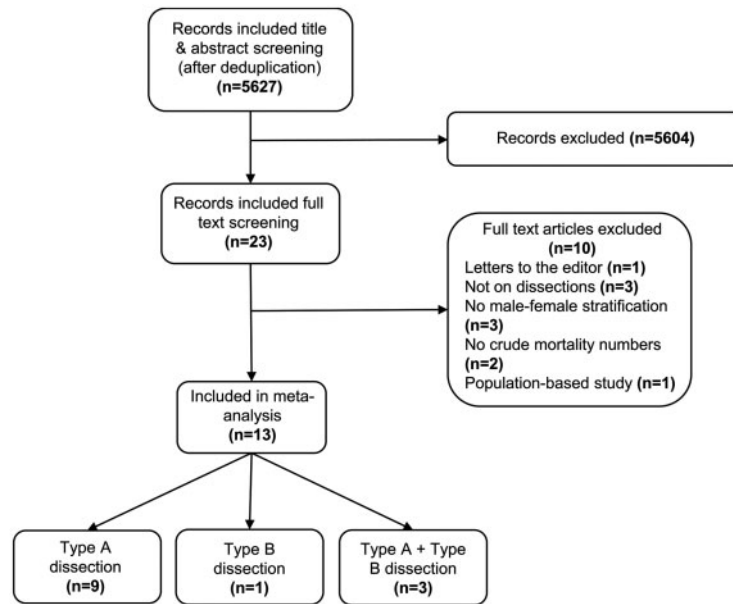 Records included title
& abstract screening
(after deduplication)
(n=5627)
Records excluded (n=5604)
Records included full
text screening
(n=23)
Full text articles excluded
(n=10)
Letters to the editor (n=1)
Not on dissections (n=3)
No male-female stratification
(n=3)
No crude mortality numbers
(n=2)
Population-based study (n=1)
Included in meta-
analysis
(n=13)
Type A
dissection
(n=9)
Type B
dissection
(n=1)
Type A + Type
B dissection
(n=3)